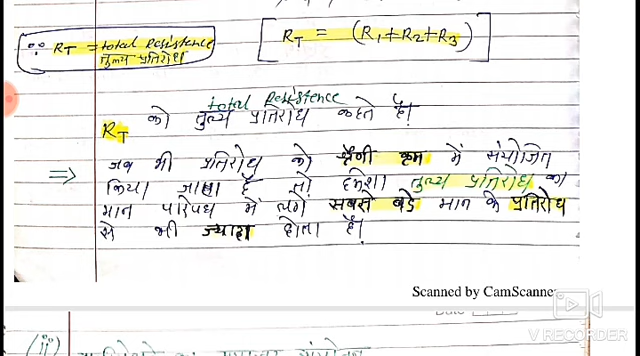 ∵ RT = total Resistence
तुल्य प्रतिरोध
RT = (R1+R2+R3)
total Resistence
RT को तुल्य प्रतिरोध कहते है।
⇒ जब भी प्रतिरोध को श्रेणी क्रम में संयोजित
किया जाता है तो हमेशा तुल्य प्रतिरोध का
मान परिपथ में लगे सबसे बडे मान के प्रतिरोध
से भी ज्यादा होता है।
Scanned by CamScanner
V RECORDER
(ii)